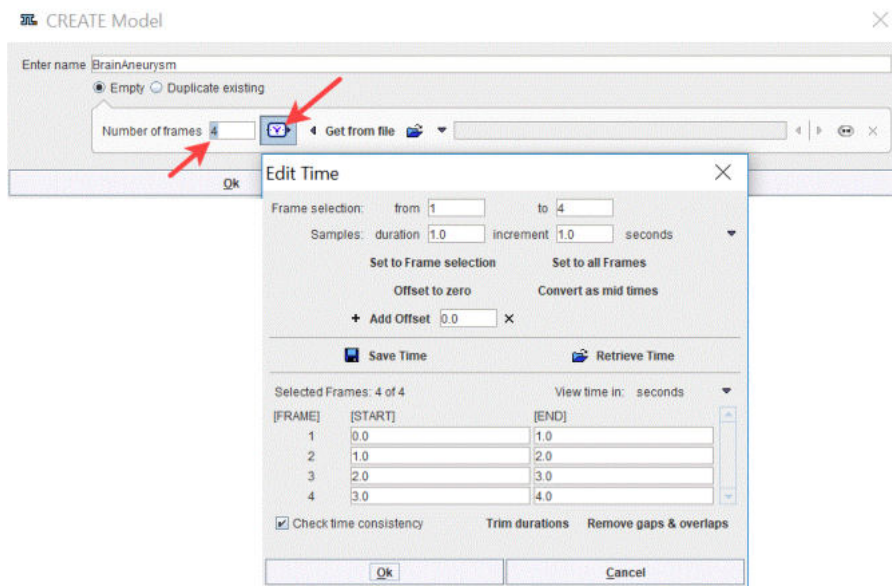 CREATE Model
Enter name BrainAneurysm
Empty Duplicate existing
Number of frames 4 Get from file
Ok
Edit Time
Frame selection: from 1 to 4
Samples: duration 1.0 increment 1.0 seconds
Set to Frame selection Set to all Frames
Offset to zero Convert as mid times
+ Add Offset 0.0
Save Time Retrieve Time
Selected Frames: 4 of 4 View time in: seconds
[FRAME] [START] [END]
1 0.0 1.0
2 1.0 2.0
3 2.0 3.0
4 3.0 4.0
Check time consistency Trim durations Remove gaps & overlaps
Ok Cancel